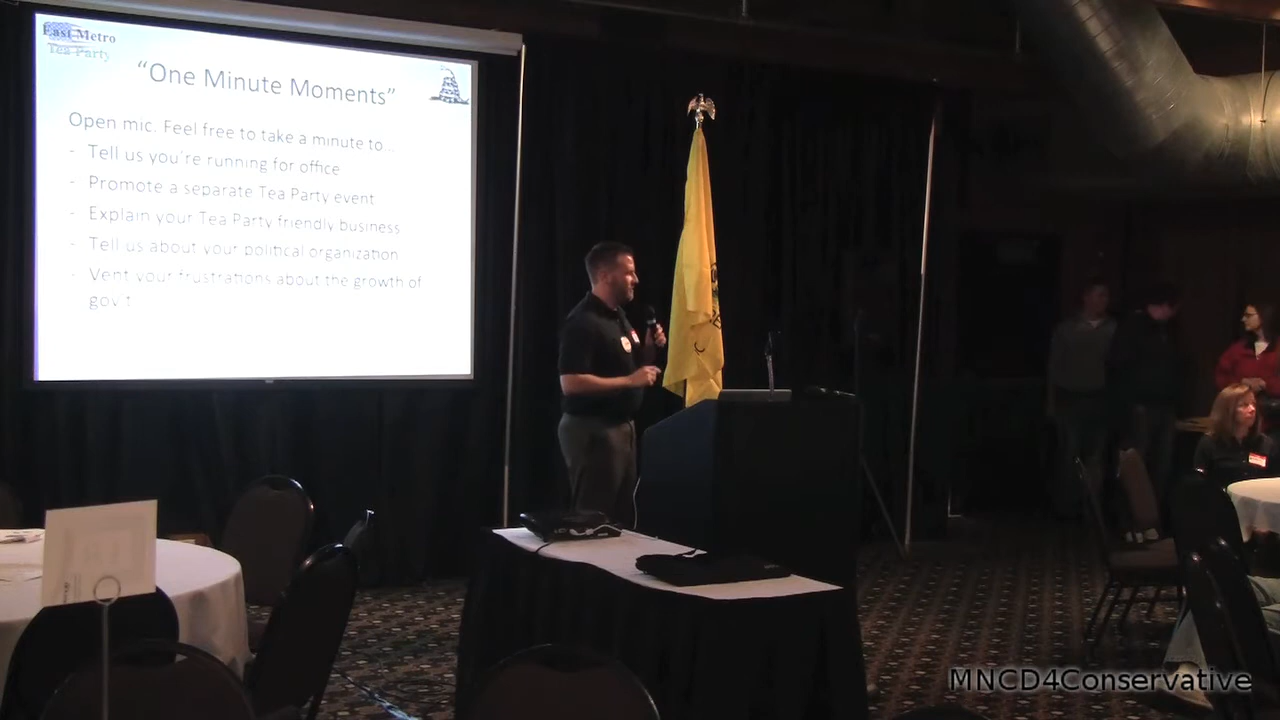 East Metro
Tea Party
“One Minute Moments”
Open mic. Feel free to take a minute to...
- Tell us you're running for office
- Promote a separate Tea Party event
- Explain your Tea Party friendly business
- Tell us about your political organization
- Vent your frustrations about the growth of
gov't
MNCD4Conservative